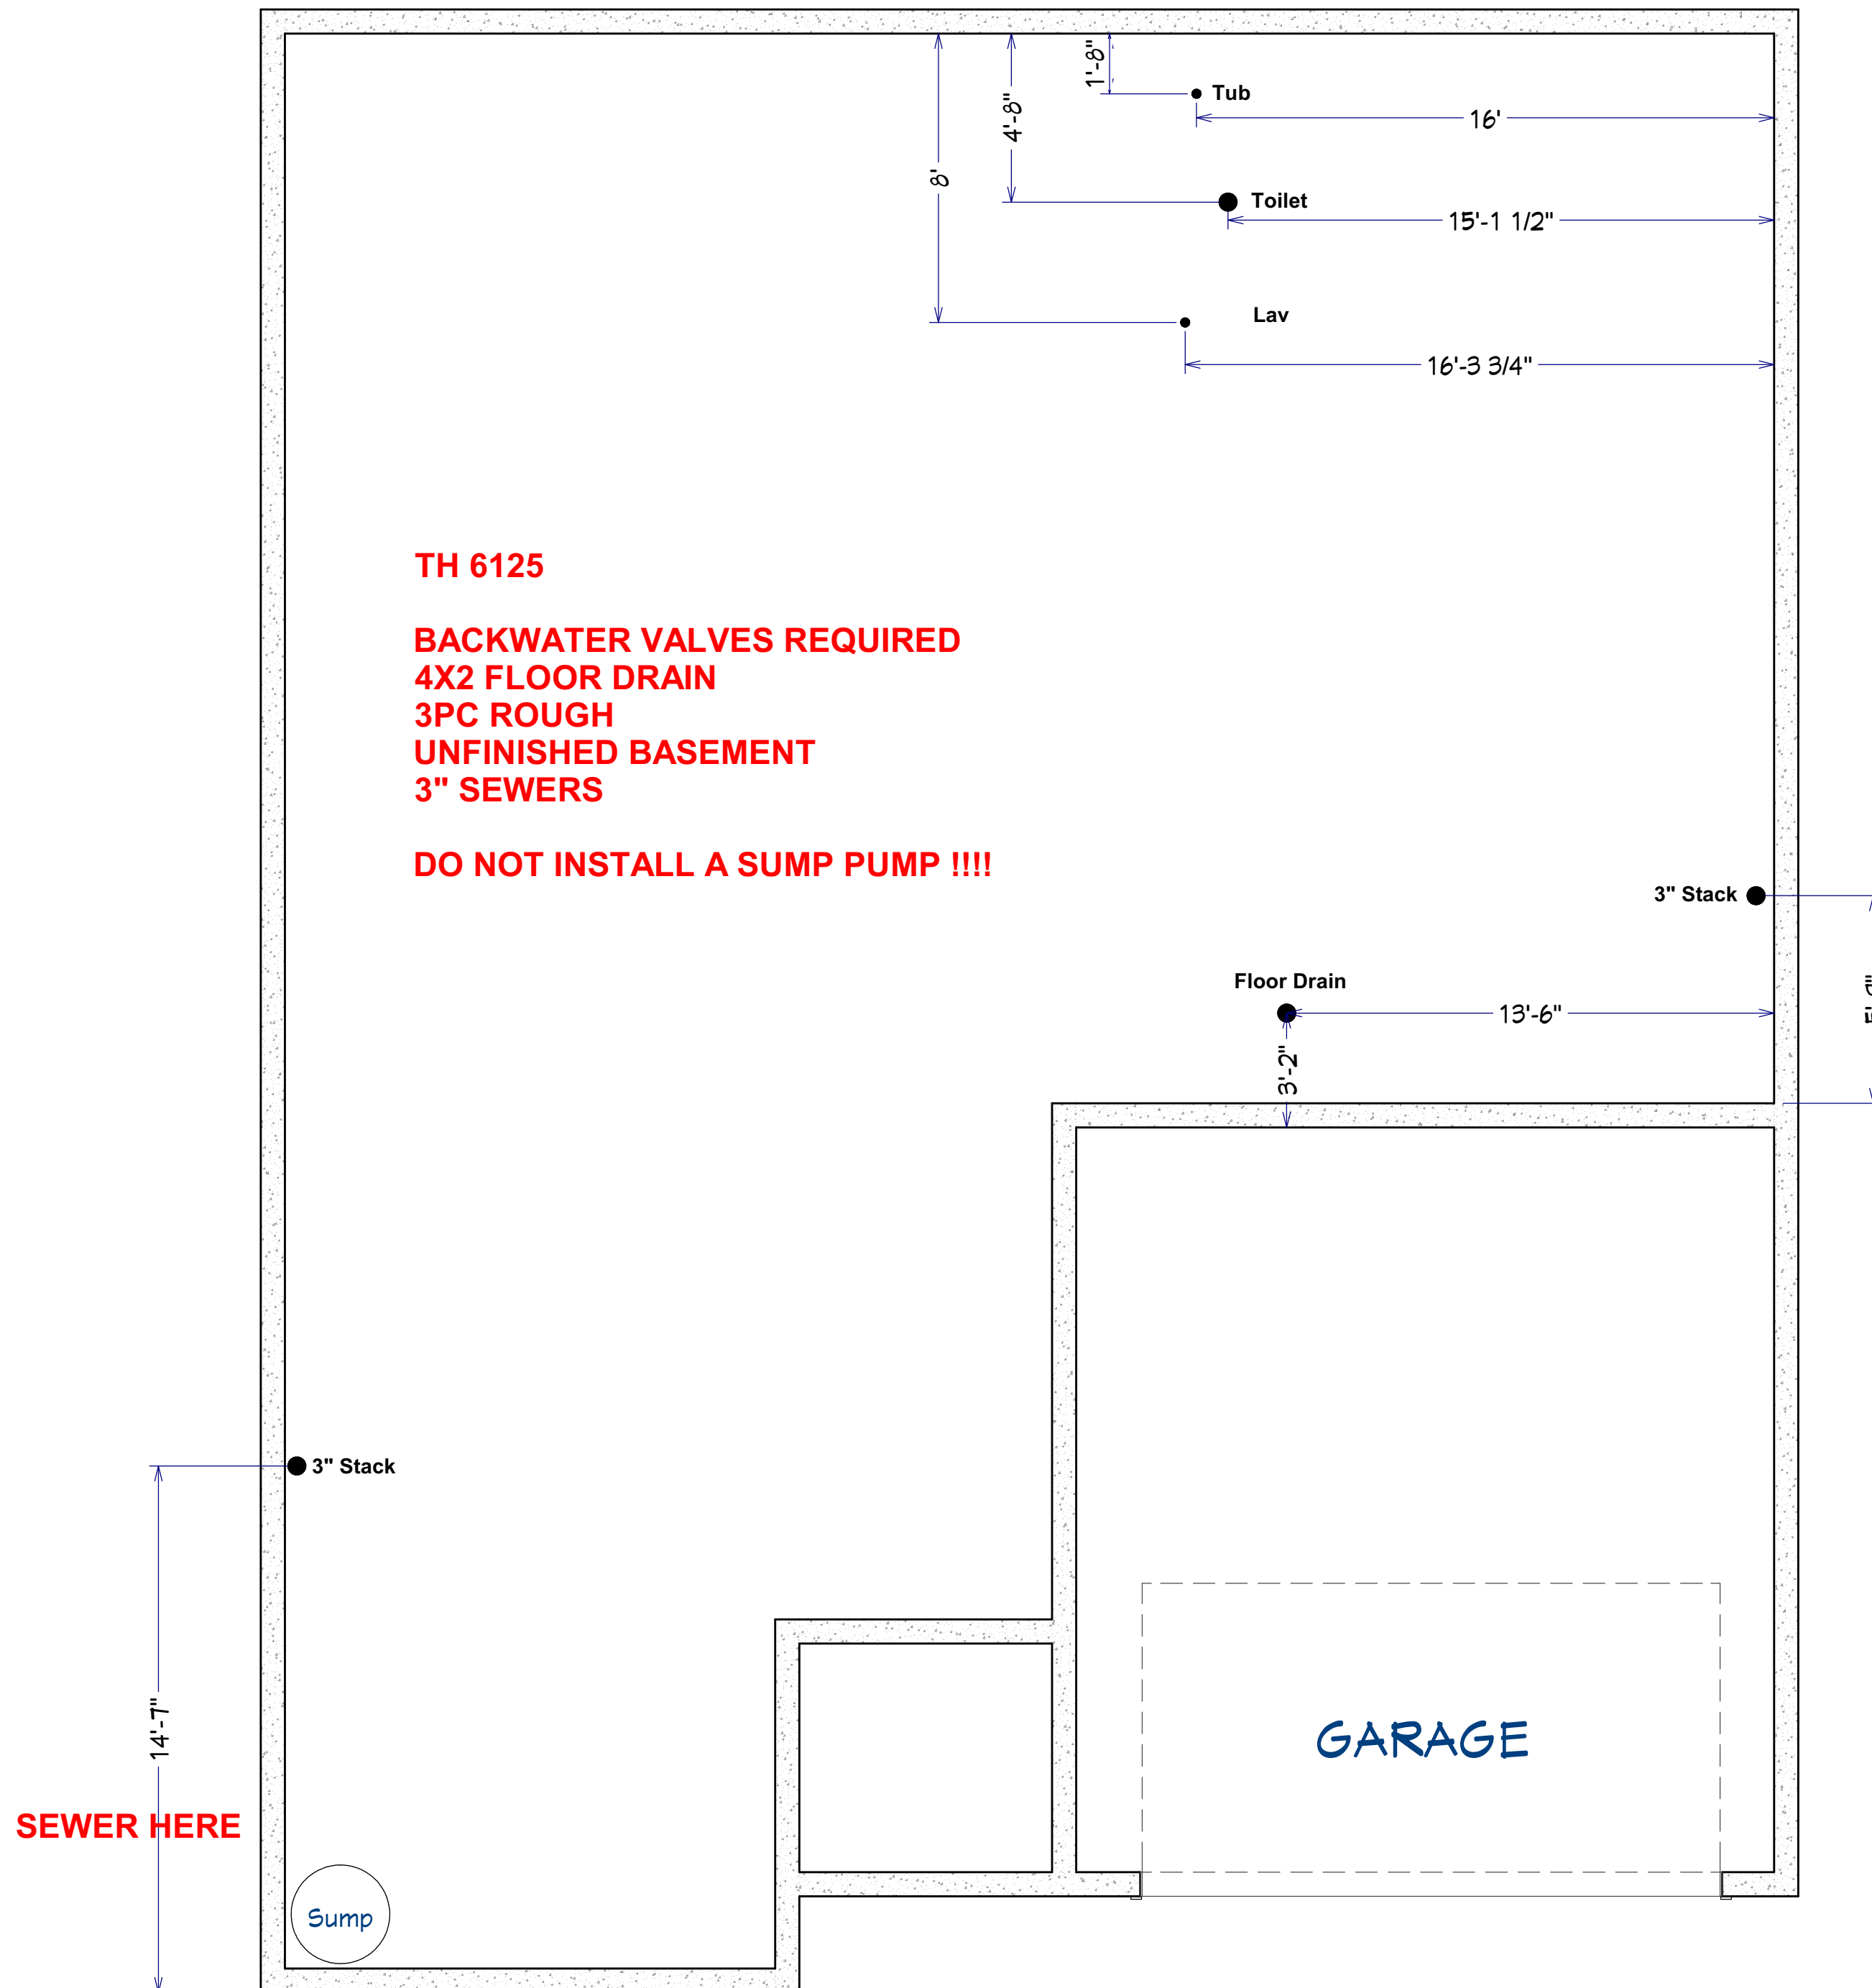 1'-8"
Tub
16'
4'-8"
8'
Toilet
15'-1 1/2"
Lav
16'-3 3/4"
TH 6125
BACKWATER VALVES REQUIRED
4X2 FLOOR DRAIN
3PC ROUGH
UNFINISHED BASEMENT
3" SEWERS
DO NOT INSTALL A SUMP PUMP !!!!
3" Stack
Floor Drain
13'-6"
3'-2"
3" Stack
14'-7"
GARAGE
SEWER HERE
Sump